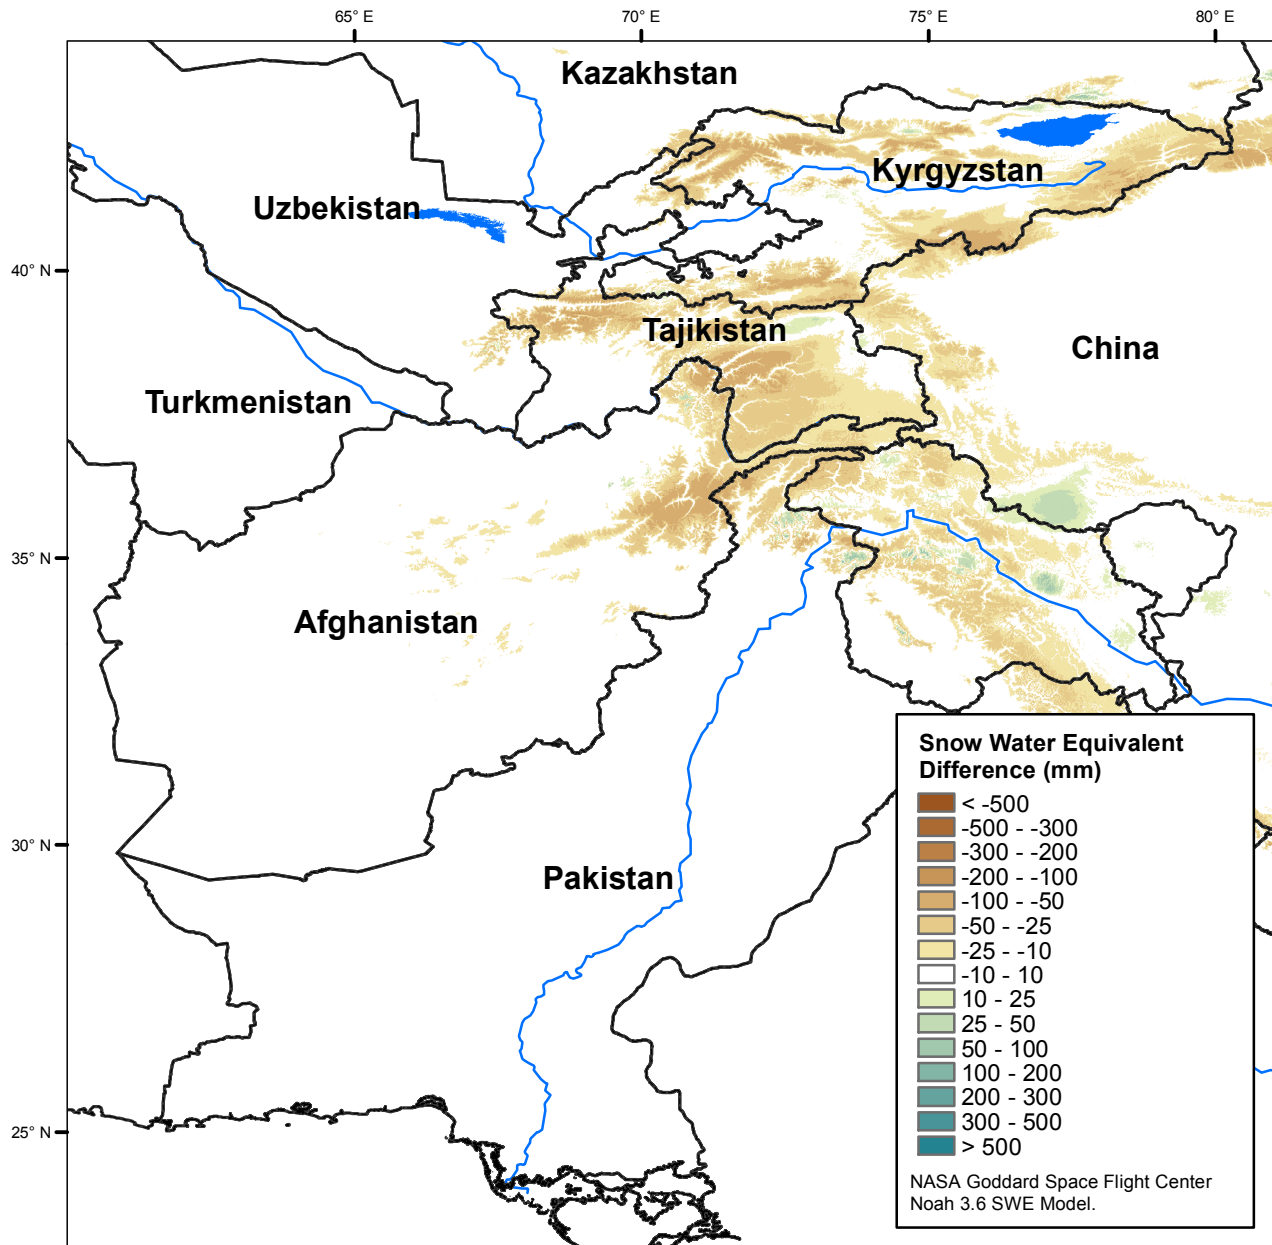 65° E
70° E
75° E
80° E
Kazakhstan
Kyrgyzstan
Uzbekistan
40° N
Tajikistan
China
Turkmenistan
35° N
Afghanistan
Snow Water Equivalent
Difference (mm)
< -500
-500 - -300
-300 - -200
-200 - -100
-100 - -50
-50 - -25
-25 - -10
-10 - 10
10 - 25
25 - 50
50 - 100
100 - 200
200 - 300
300 - 500
> 500
NASA Goddard Space Flight Center
Noah 3.6 SWE Model.
30° N
Pakistan
25° N